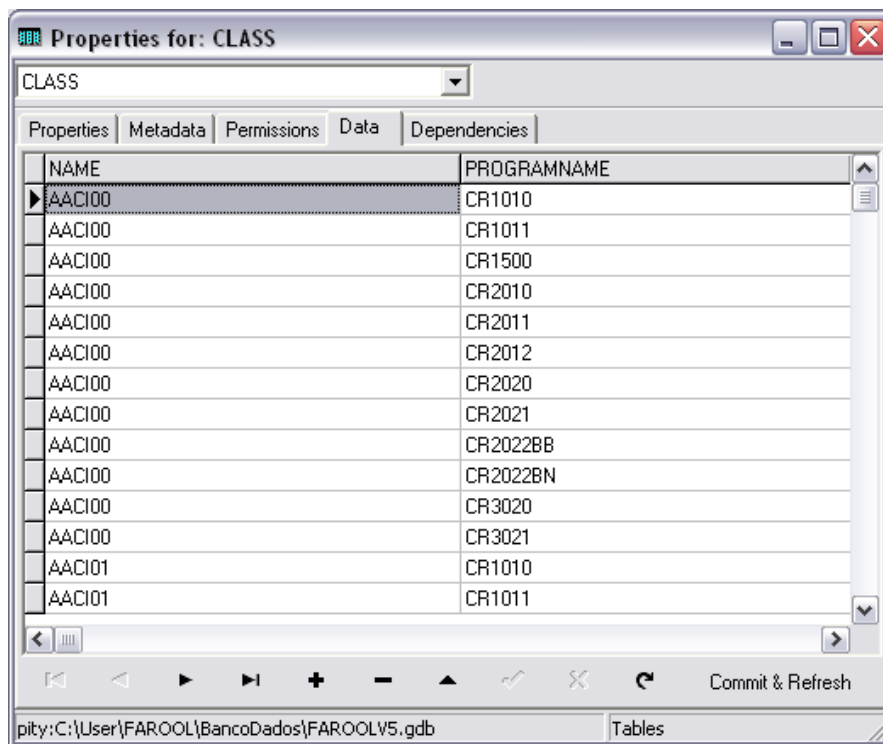 Properties for: CLASS
CLASS
Properties Metadata Permissions Data Dependencies
NAME PROGRAMNAME
AACI00 CR1010
AACI00 CR1011
AACI00 CR1500
AACI00 CR2010
AACI00 CR2011
AACI00 CR2012
AACI00 CR2020
AACI00 CR2021
AACI00 CR2022BB
AACI00 CR2022BN
AACI00 CR3020
AACI00 CR3021
AACI01 CR1010
AACI01 CR1011
Commit & Refresh
pity:C:\User\FAROOL\BancoDados\FAROOLV5.gdb Tables